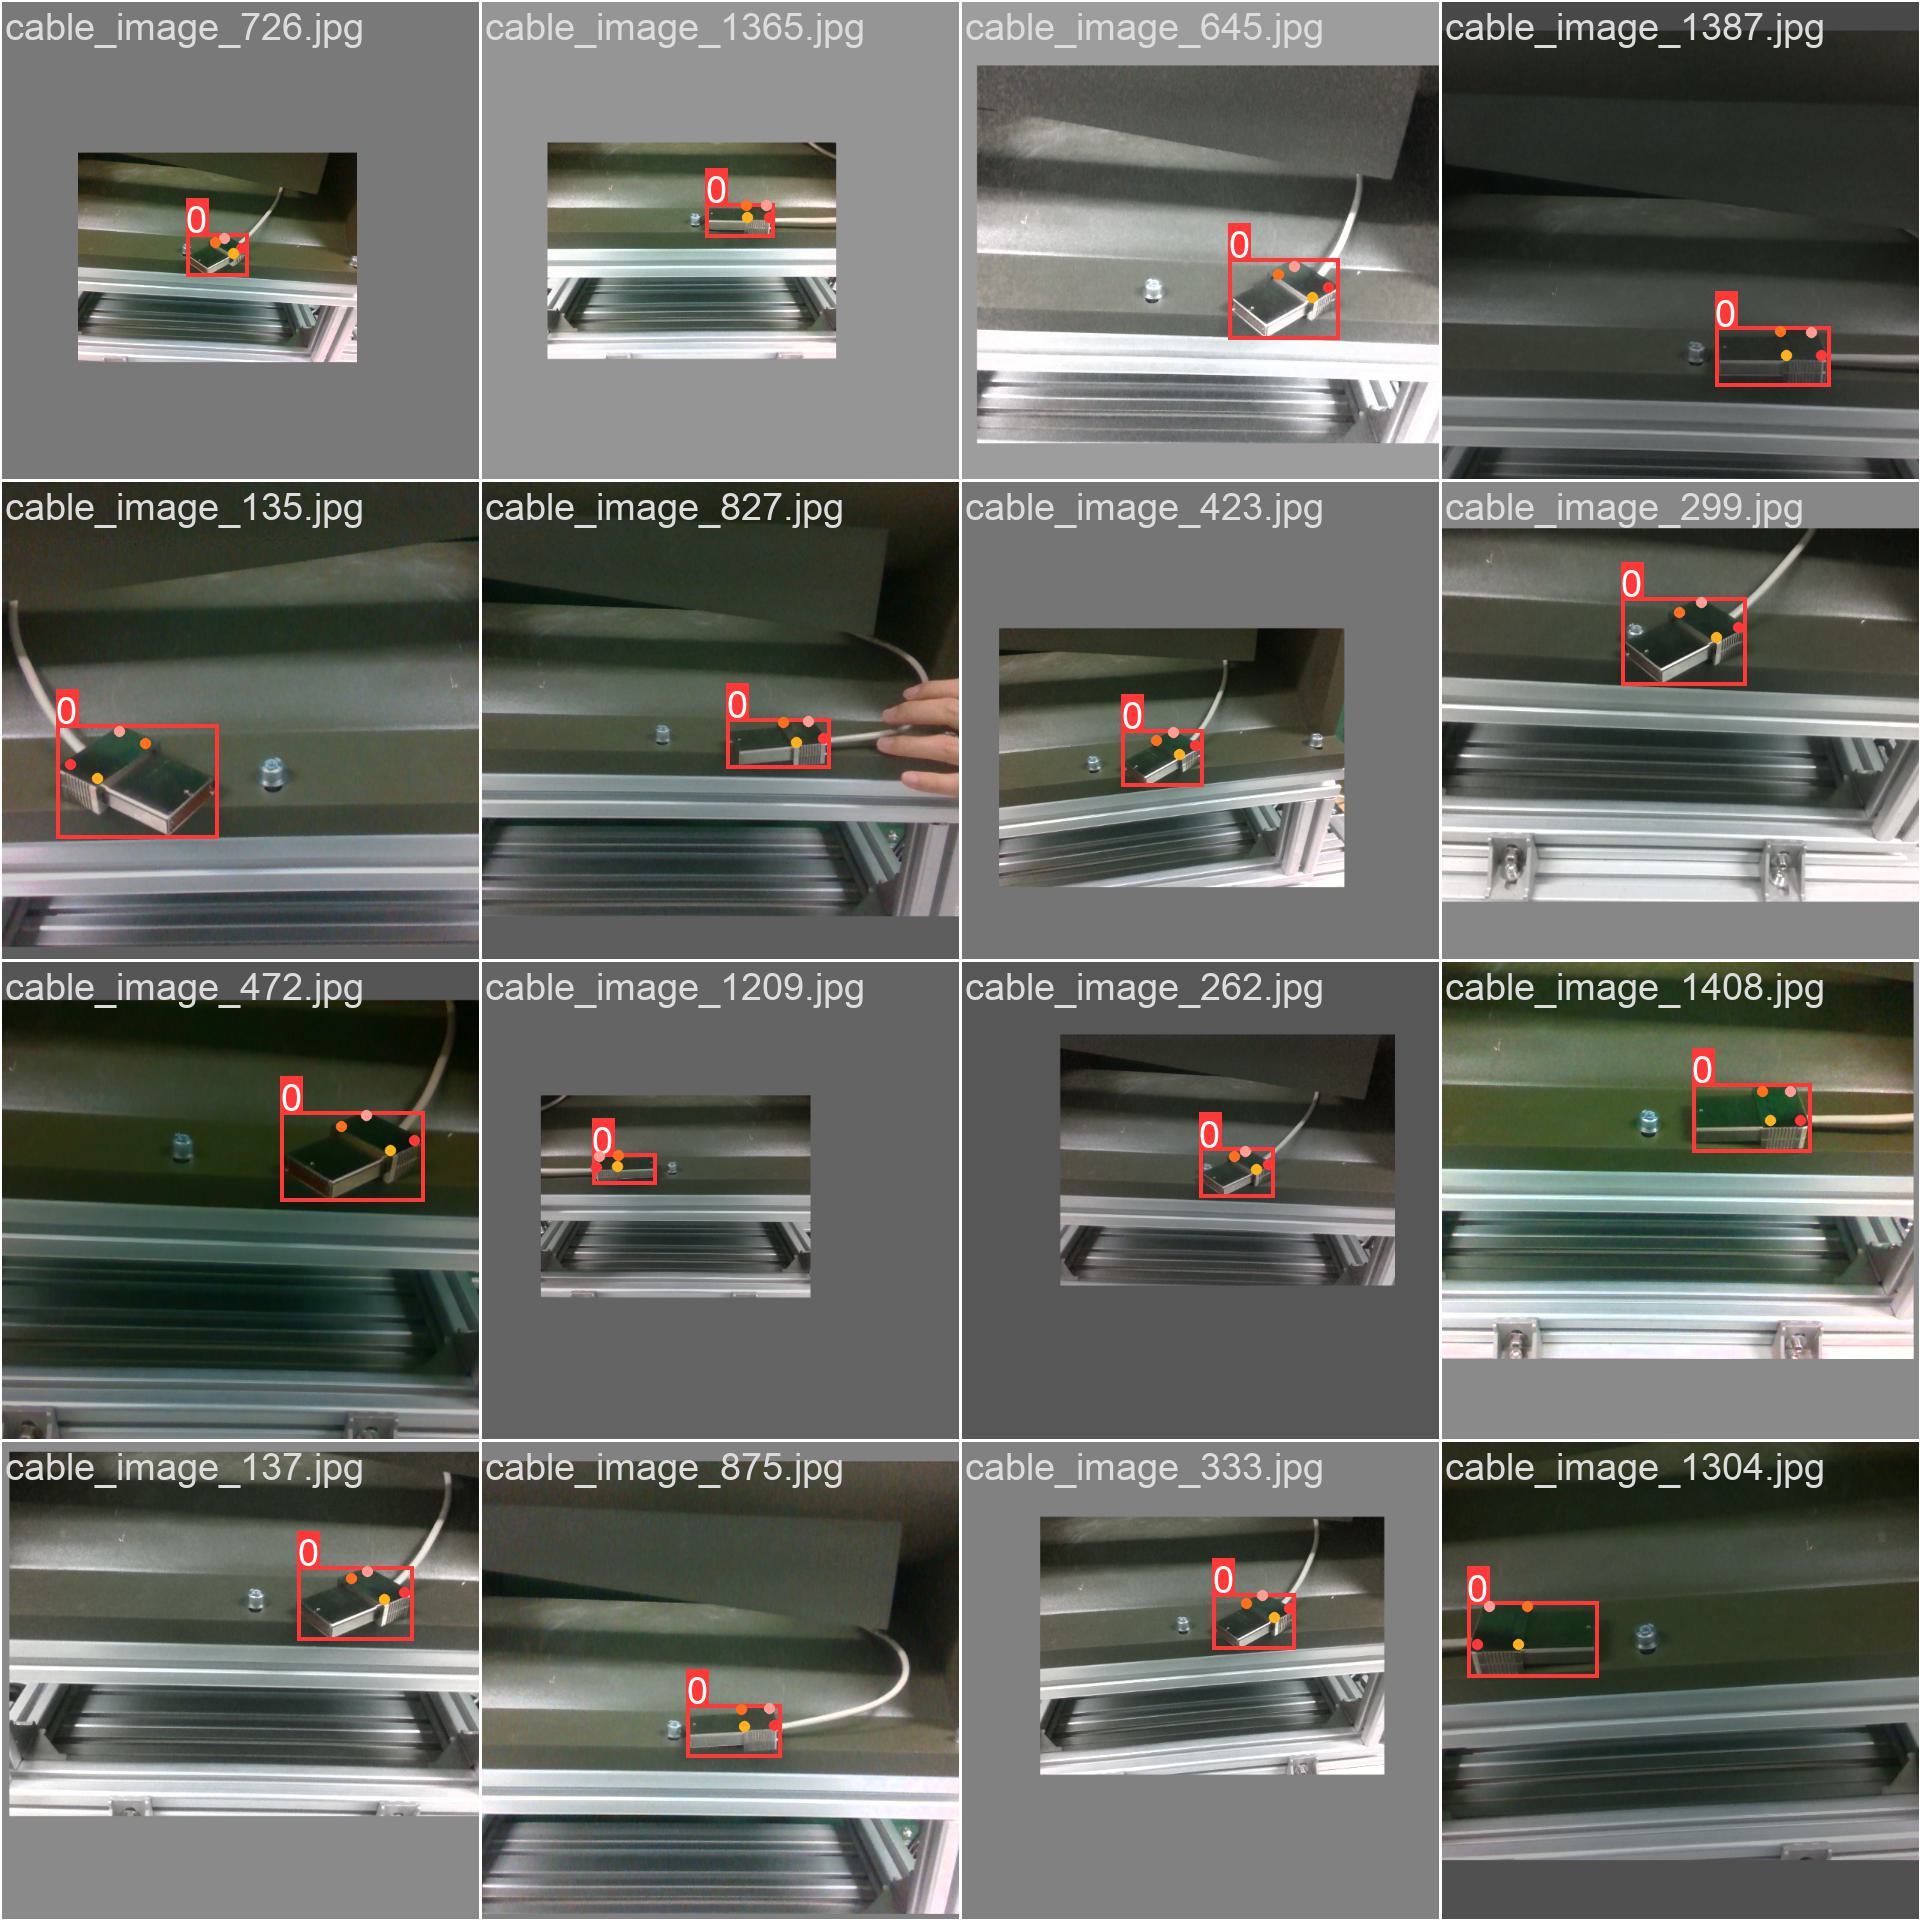 cable_image_726.jpg
cable_image_1365.jpg
cable_image_645.jpg
cable_image_1387.jpg
0
0
0
0
cable_image_135.jpg
cable_image_827.jpg
cable_image_423.jpg
cable_image_299.jpg
0
0
0
0
cable_image_472.jpg
cable_image_1209.jpg
cable_image_262.jpg
cable_image_1408.jpg
0
0
0
0
cable_image_137.jpg
cable_image_875.jpg
cable_image_333.jpg
cable_image_1304.jpg
0
0
0
0